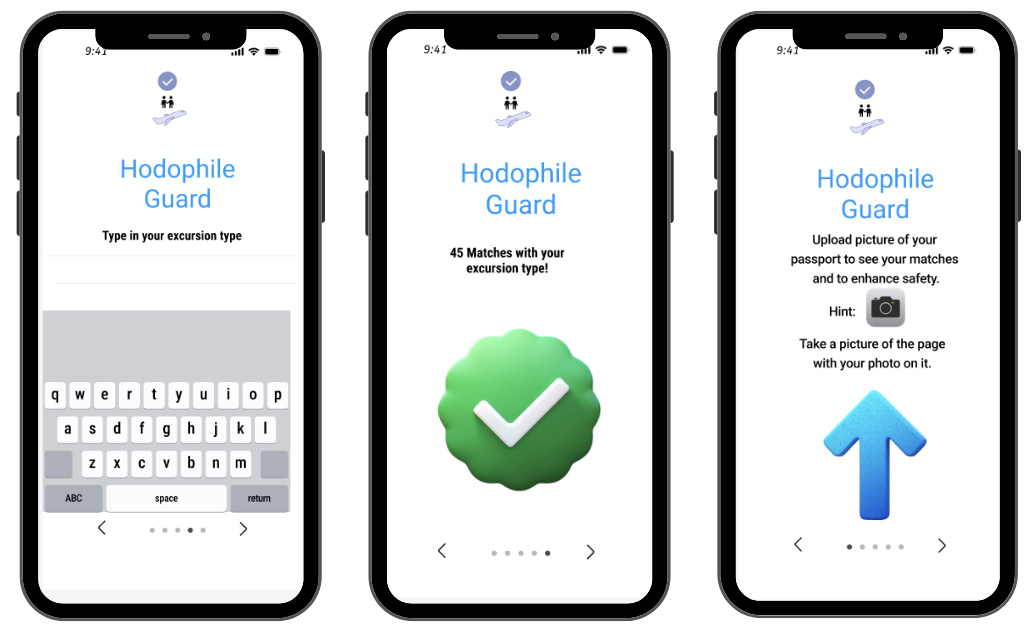 9:41
Hodophile
Guard
Type in your excursion type
q w e r t y u i o p
a s d f g h j k l
z x c v b n m
ABC space return
9:41
Hodophile
Guard
45 Matches with your
excursion type!
9:41
Hodophile
Guard
Upload picture of your
passport to see your matches
and to enhance safety.
Hint:
Take a picture of the page
with your photo on it.